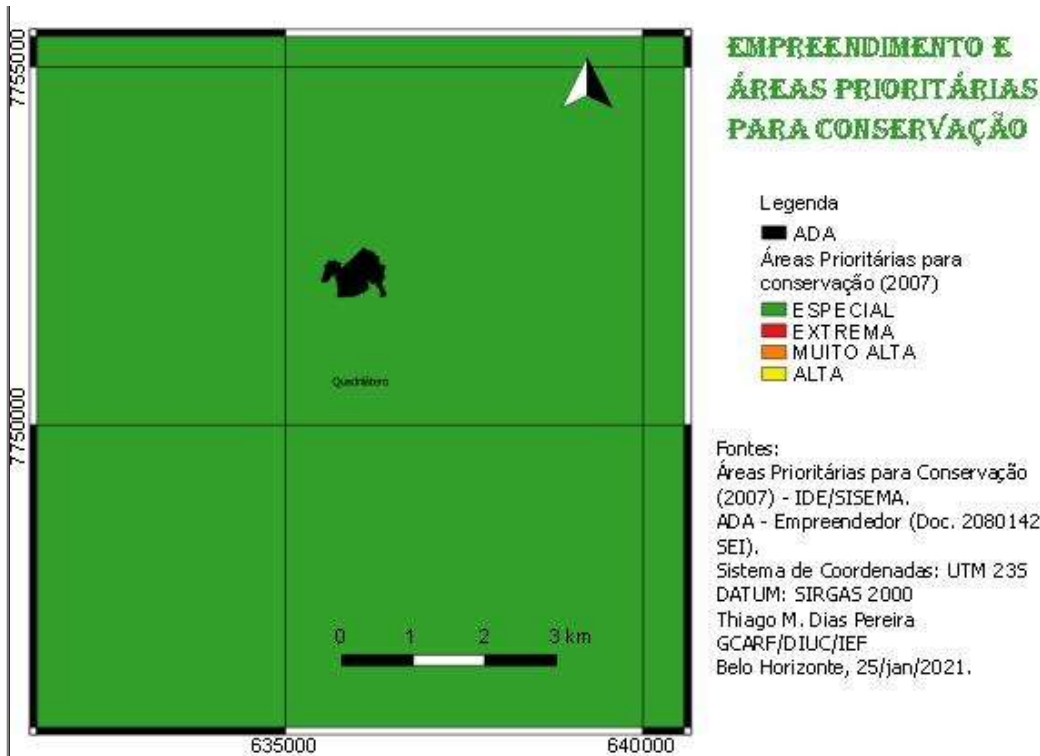 EMPREENDIMENTO E
ÁREAS PRIORITÁRIAS
PARA CONSERVAÇÃO
7755000
7750000
Quadrilátero
0 1 2 3 km
635000 640000
Legenda
ADA
Áreas Prioritárias para
conservação (2007)
ESPECIAL
EXTREMA
MUITO ALTA
ALTA
Fontes:
Áreas Prioritárias para Conservação
(2007) - IDE/SISEMA.
ADA - Empreendedor (Doc. 2080142
SEI).
Sistema de Coordenadas: UTM 23S
DATUM: SIRGAS 2000
Thiago M. Dias Pereira
GCARF/DIUC/IEF
Belo Horizonte, 25/jan/2021.